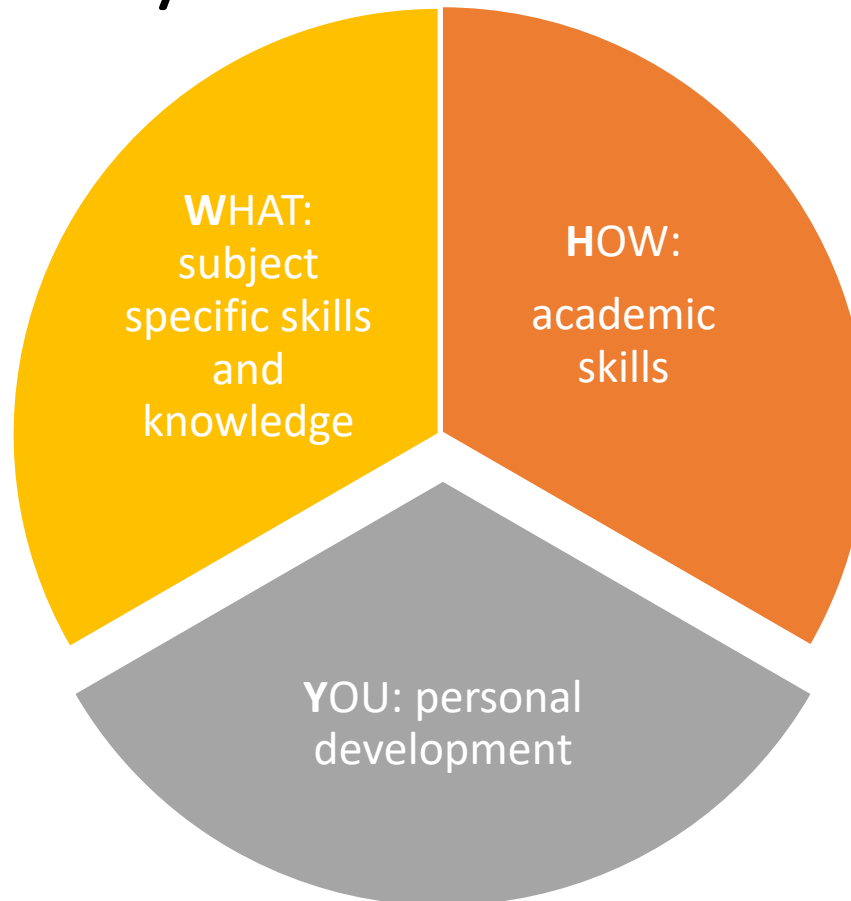 WHAT:
subject
specific skills
and
knowledge
HOW:
academic
skills
YOU: personal
development